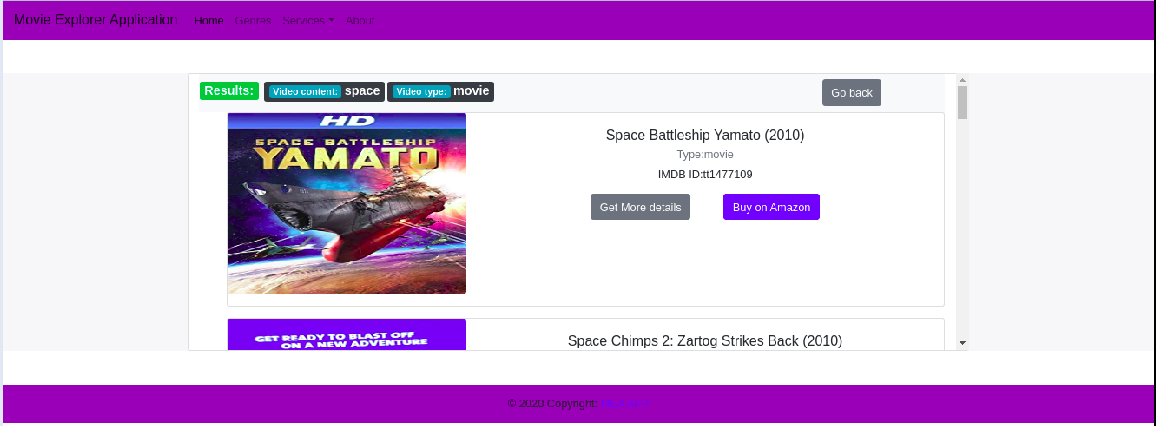 Movie Explorer Application Home Genres Services About
Results: Video content: space Video type: movie Go back
HD
SPACE BATTLESHIP
YAMATO
Space Battleship Yamato (2010)
Type:movie
IMDB ID:tt1477109
Get More details Buy on Amazon
GET READY TO BLAST OFF
ON A NEW ADVENTURE
Space Chimps 2: Zartog Strikes Back (2010)
© 2020 Copyright: